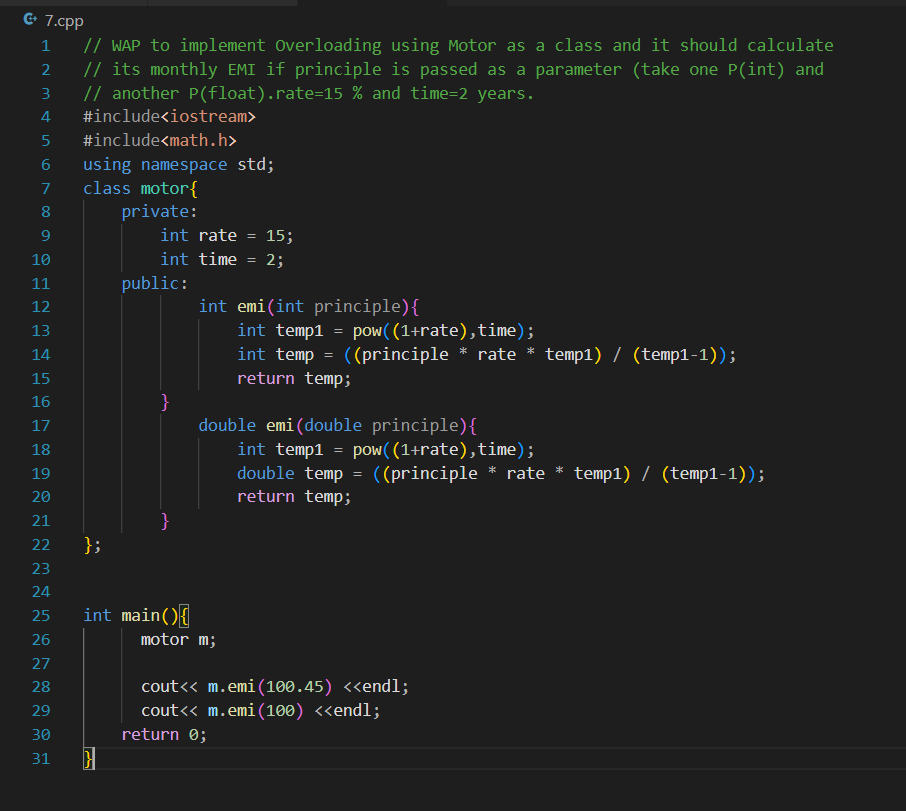 7.cpp
1 // WAP to implement Overloading using Motor as a class and it should calculate
2 // its monthly EMI if principle is passed as a parameter (take one P(int) and
3 // another P(float).rate=15 % and time=2 years.
4 #include<iostream>
5 #include<math.h>
6 using namespace std;
7 class motor{
8     private:
9         int rate = 15;
10         int time = 2;
11     public:
12             int emi(int principle){
13                 int temp1 = pow((1+rate),time);
14                 int temp = ((principle * rate * temp1) / (temp1-1));
15                 return temp;
16         }
17             double emi(double principle){
18                 int temp1 = pow((1+rate),time);
19                 double temp = ((principle * rate * temp1) / (temp1-1));
20                 return temp;
21         }
22 };
23
24
25 int main(){
26       motor m;
27
28       cout<< m.emi(100.45) <<endl;
29       cout<< m.emi(100) <<endl;
30     return 0;
31 }